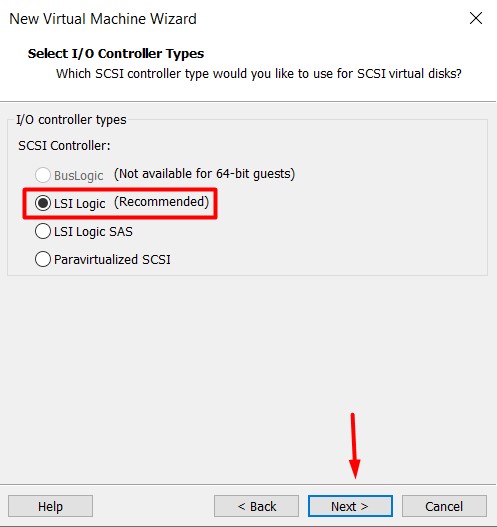 New Virtual Machine Wizard
Select I/O Controller Types
Which SCSI controller type would you like to use for SCSI virtual disks?
I/O controller types
SCSI Controller:
BusLogic (Not available for 64-bit guests)
LSI Logic (Recommended)
LSI Logic SAS
Paravirtualized SCSI
Help < Back Next > Cancel